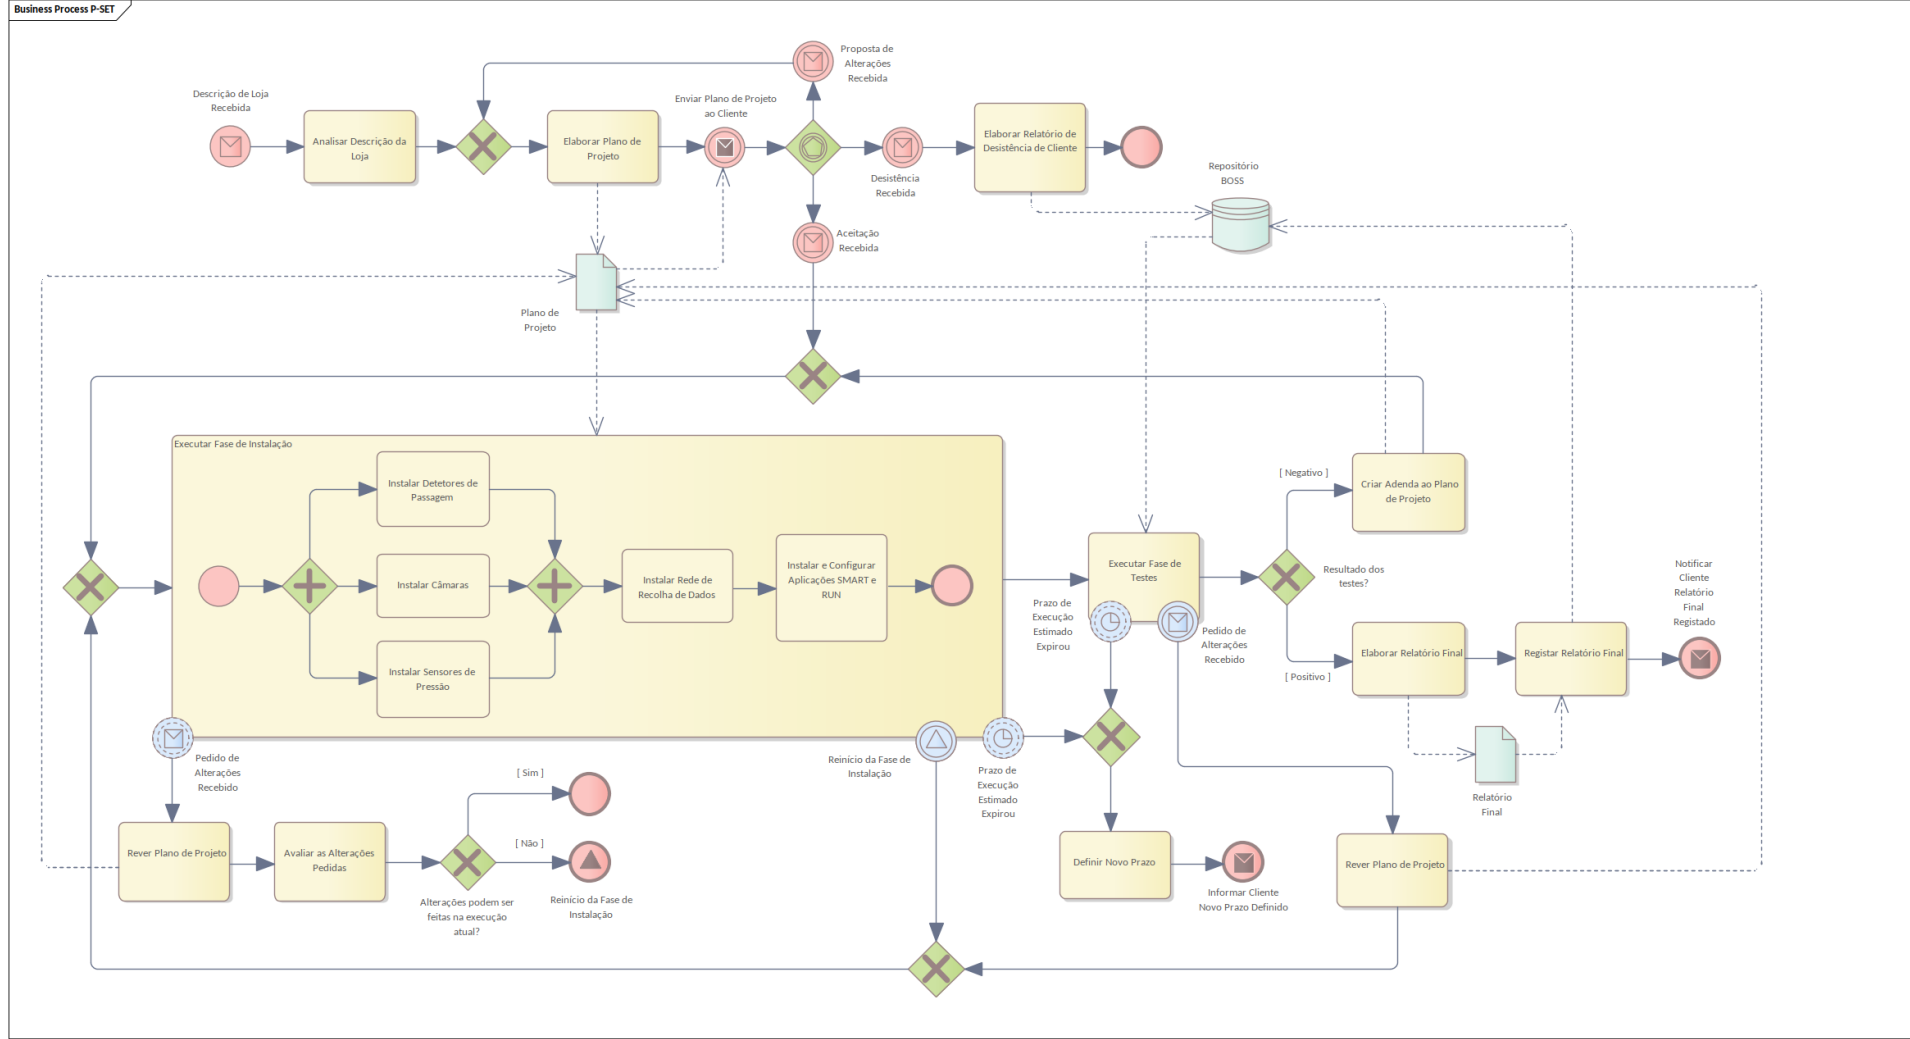 Business Process P-SET
Proposta de
Alterações
Recebida
Descrição de Loja
Recebida
Enviar Plano de Projeto
ao Cliente
Analisar Descrição da
Loja
Elaborar Plano de
Projeto
Elaborar Relatório de
Desistência de Cliente
Desistência
Recebida
Repositório
BOSS
Aceitação
Recebida
Plano de
Projeto
Executar Fase de Instalação
Instalar Detetores de
Passagem
Instalar Câmaras
Instalar Sensores de
Pressão
Instalar Rede de
Recolha de Dados
Instalar e Configurar
Aplicações SMART e
RUN
Executar Fase de
Testes
Prazo de
Execução
Estimado
Expirou
Pedido de
Alterações
Recebido
Resultado dos
testes?
[ Negativo ]
Criar Adenda ao Plano
de Projeto
[ Positivo ]
Elaborar Relatório Final
Registar Relatório Final
Notificar
Cliente
Relatório
Final
Registado
Relatório
Final
Pedido de
Alterações
Recebido
Reinício da Fase de
Instalação
Prazo de
Execução
Estimado
Expirou
Rever Plano de Projeto
Avaliar as Alterações
Pedidas
[ Sim ]
[ Não ]
Alterações podem ser
feitas na execução
atual?
Reinício da Fase de
Instalação
Definir Novo Prazo
Informar Cliente
Novo Prazo Definido
Rever Plano de Projeto